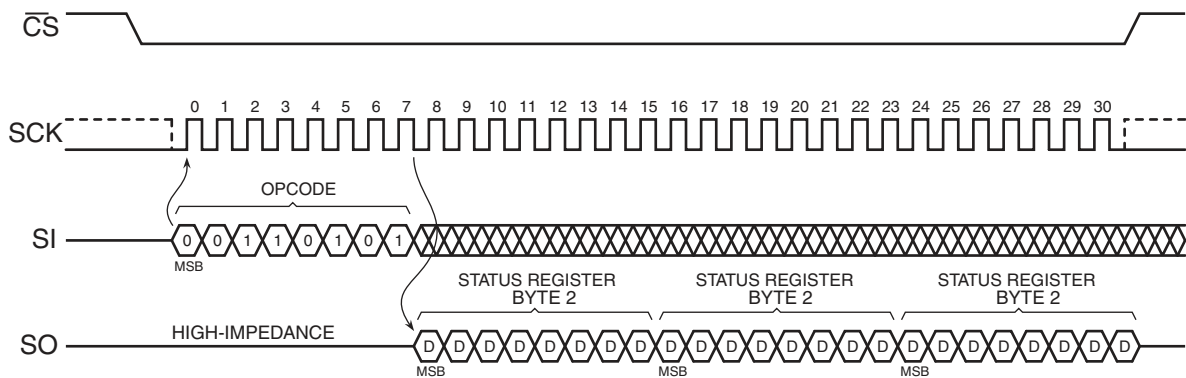 CS
0 1 2 3 4 5 6 7 8 9 10 11 12 13 14 15 16 17 18 19 20 21 22 23 24 25 26 27 28 29 30
SCK
OPCODE
SI 0 0 1 1 0 1 0 1
MSB
STATUS REGISTER BYTE 2
STATUS REGISTER BYTE 2
STATUS REGISTER BYTE 2
HIGH-IMPEDANCE
SO D D D D D D D D D D D D D D D D D D D D D D D D
MSB MSB MSB